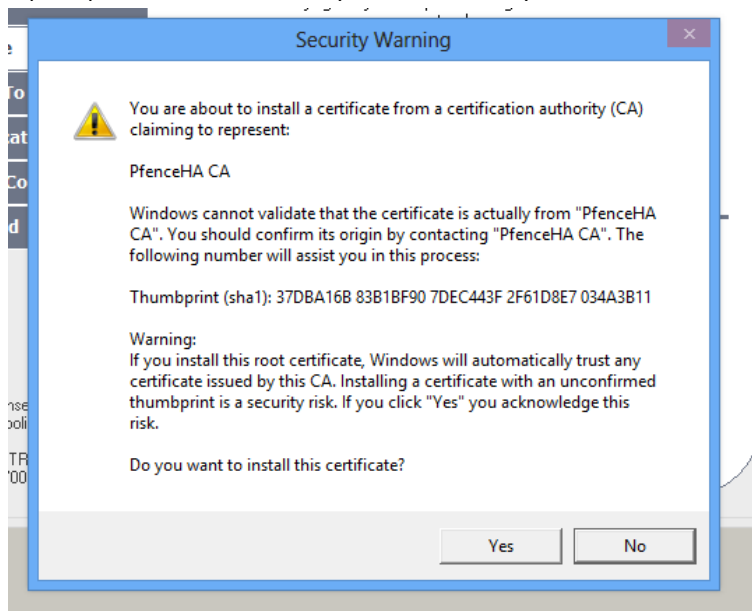 Security Warning
You are about to install a certificate from a certification authority (CA)
claiming to represent:
PfenceHA CA
Windows cannot validate that the certificate is actually from "PfenceHA
CA". You should confirm its origin by contacting "PfenceHA CA". The
following number will assist you in this process:
Thumbprint (sha1): 37DBA16B 83B1BF90 7DEC443F 2F61D8E7 034A3B11
Warning:
If you install this root certificate, Windows will automatically trust any
certificate issued by this CA. Installing a certificate with an unconfirmed
thumbprint is a security risk. If you click "Yes" you acknowledge this
risk.
Do you want to install this certificate?
Yes
No